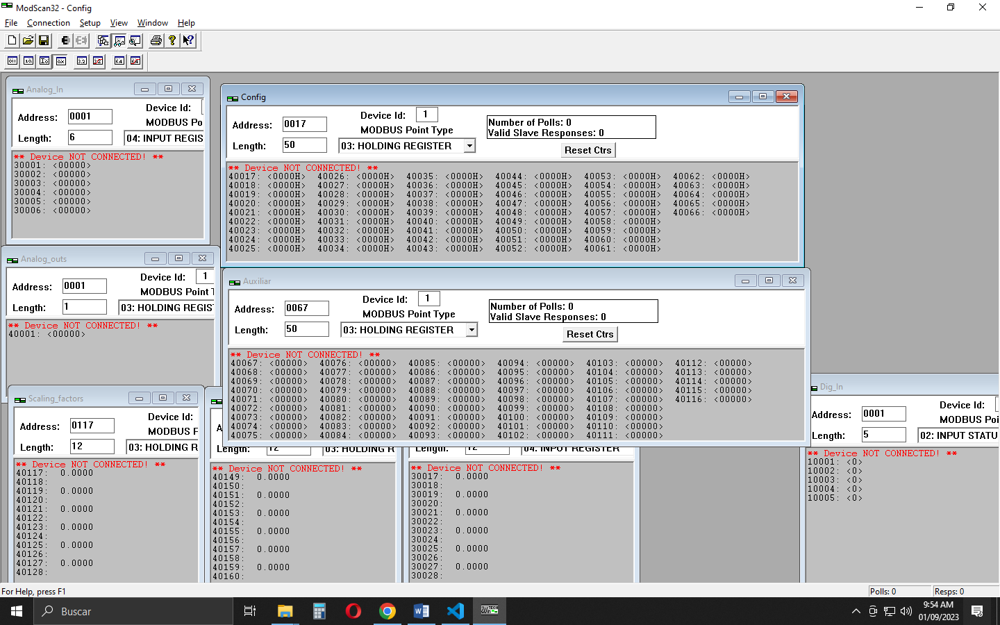 ModScan32 - Config
File Connection Setup View Window Help
Analog_In
Address: 0001
Device Id:
MODBUS Po
Length: 6
04: INPUT REGIS
** Device NOT CONNECTED! **
30001: <00000>
30002: <00000>
30003: <00000>
30004: <00000>
30005: <00000>
30006: <00000>
Config
Address: 0017
Device Id: 1
MODBUS Point Type
Length: 50
03: HOLDING REGISTER
Number of Polls: 0
Valid Slave Responses: 0
Reset Ctrs
** Device NOT CONNECTED! **
40017: <0000H> 40026: <0000H> 40035: <0000H> 40044: <0000H> 40053: <0000H> 40062: <0000H>
40018: <0000H> 40027: <0000H> 40036: <0000H> 40045: <0000H> 40054: <0000H> 40063: <0000H>
40019: <0000H> 40028: <0000H> 40037: <0000H> 40046: <0000H> 40055: <0000H> 40064: <0000H>
40020: <0000H> 40029: <0000H> 40038: <0000H> 40047: <0000H> 40056: <0000H> 40065: <0000H>
40021: <0000H> 40030: <0000H> 40039: <0000H> 40048: <0000H> 40057: <0000H> 40066: <0000H>
40022: <0000H> 40031: <0000H> 40040: <0000H> 40049: <0000H> 40058: <0000H>
40023: <0000H> 40032: <0000H> 40041: <0000H> 40050: <0000H> 40059: <0000H>
40024: <0000H> 40033: <0000H> 40042: <0000H> 40051: <0000H> 40060: <0000H>
40025: <0000H> 40034: <0000H> 40043: <0000H> 40052: <0000H> 40061: <0000H>
Analog_outs
Address: 0001
Device Id: 1
MODBUS Point T
Length: 1
03: HOLDING REGIS
** Device NOT CONNECTED! **
40001: <00000>
Auxiliar
Address: 0067
Device Id: 1
MODBUS Point Type
Length: 50
03: HOLDING REGISTER
Number of Polls: 0
Valid Slave Responses: 0
Reset Ctrs
** Device NOT CONNECTED! **
40067: <00000> 40076: <00000> 40085: <00000> 40094: <00000> 40103: <00000> 40112: <00000>
40068: <00000> 40077: <00000> 40086: <00000> 40095: <00000> 40104: <00000> 40113: <00000>
40069: <00000> 40078: <00000> 40087: <00000> 40096: <00000> 40105: <00000> 40114: <00000>
40070: <00000> 40079: <00000> 40088: <00000> 40097: <00000> 40106: <00000> 40115: <00000>
40071: <00000> 40080: <00000> 40089: <00000> 40098: <00000> 40107: <00000> 40116: <00000>
40072: <00000> 40081: <00000> 40090: <00000> 40099: <00000> 40108: <00000>
40073: <00000> 40082: <00000> 40091: <00000> 40100: <00000> 40109: <00000>
40074: <00000> 40083: <00000> 40092: <00000> 40101: <00000> 40110: <00000>
40075: <00000> 40084: <00000> 40093: <00000> 40102: <00000> 40111: <00000>
Scaling_factors
Address: 0117
Device Id:
MODBUS F
Length: 12
03: HOLDING R
** Device NOT CONNECTED! **
40117: 0.0000
40118:
40119: 0.0000
40120:
40121: 0.0000
40122:
40123: 0.0000
40124:
40125: 0.0000
40126:
40127: 0.0000
40128:
A
12
03: HOLDING R
** Device NOT CONNECTED! **
40149: 0.0000
40150:
40151: 0.0000
40152:
40153: 0.0000
40154:
40155: 0.0000
40156:
40157: 0.0000
40158:
40159: 0.0000
40160:
Length: 12
04: INPUT REGISTER
** Device NOT CONNECTED! **
30017: 0.0000
30018:
30019: 0.0000
30020:
30021: 0.0000
30022:
30023: 0.0000
30024:
30025: 0.0000
30026:
30027: 0.0000
30028:
Dig_In
Address: 0001
Device Id:
MODBUS Poi
Length: 5
02: INPUT STATU
** Device NOT CONNECTED! **
10001: <0>
10002: <0>
10003: <0>
10004: <0>
10005: <0>
For Help, press F1
Polls: 0
Resps: 0
Buscar
9:54 AM
01/09/2023